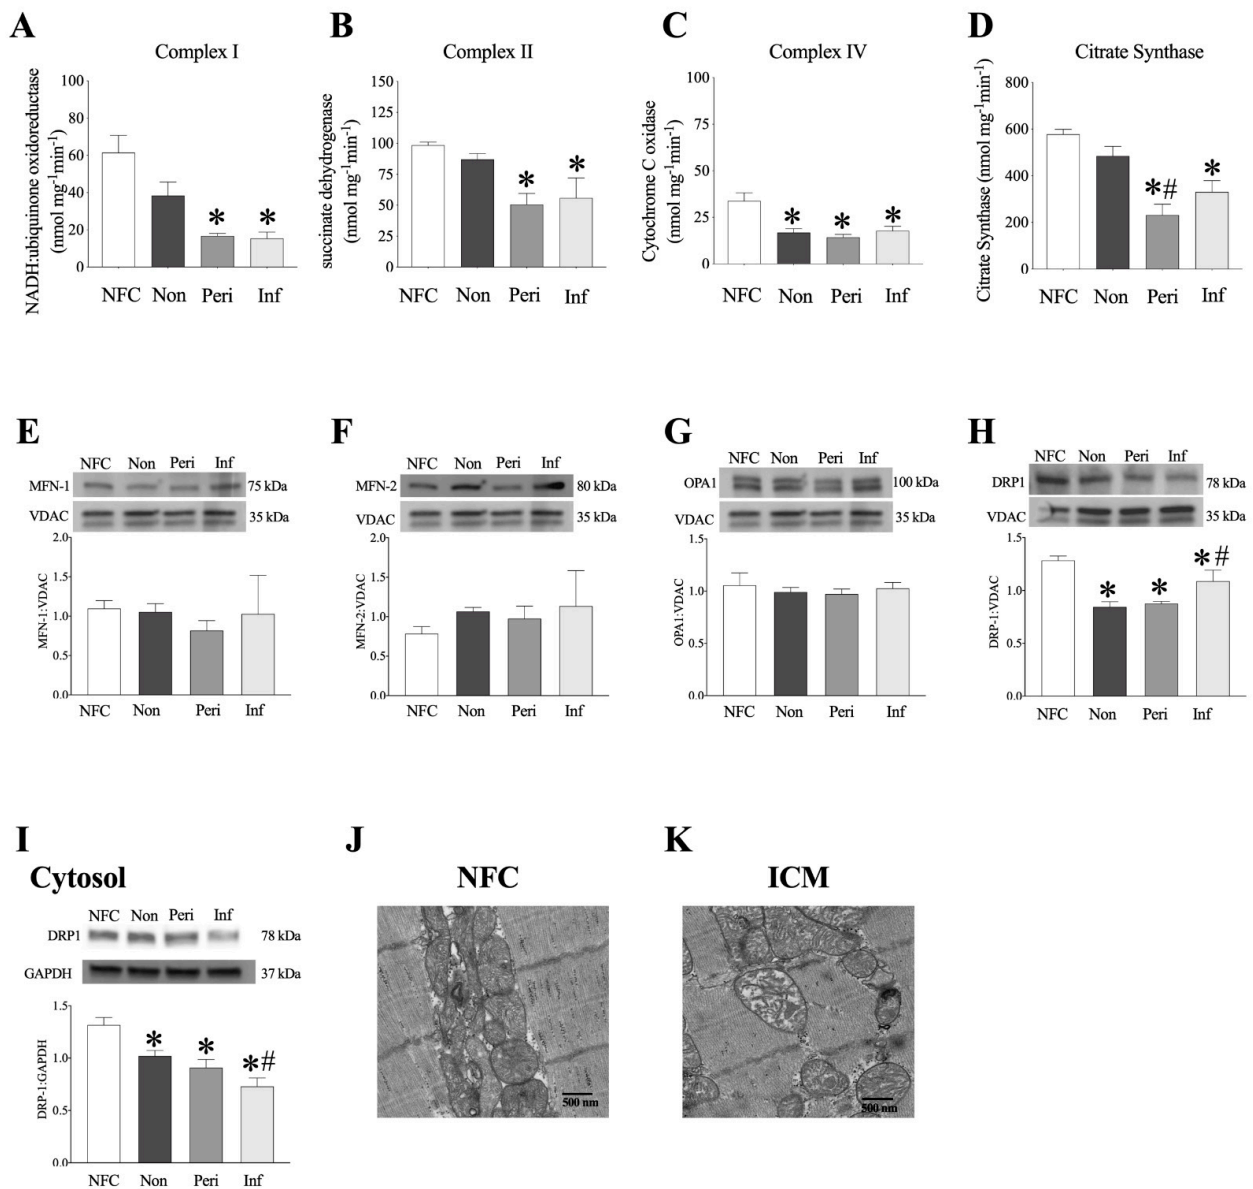 A
Complex I
NADH:ubiquinone oxidoreductase
(nmol mg⁻¹min⁻¹)
100
80
60
40
20
0
* *
NFC Non Peri Inf
B
Complex II
succinate dehydrogenase
(nmol mg⁻¹min⁻¹)
150
125
100
75
50
25
0
* *
NFC Non Peri Inf
C
Complex IV
Cytochrome C oxidase
(nmol mg⁻¹min⁻¹)
100
75
50
25
0
* * *
NFC Non Peri Inf
D
Citrate Synthase
Citrate Synthase (nmol mg⁻¹min⁻¹)
800
600
400
200
0
*# *
NFC Non Peri Inf
E
NFC Non Peri Inf
MFN-1 75 kDa
VDAC 35 kDa
MFN-1:VDAC
2.0
1.5
1.0
0.5
0.0
NFC Non Peri Inf
F
NFC Non Peri Inf
MFN-2 80 kDa
VDAC 35 kDa
MFN-2:VDAC
2.0
1.5
1.0
0.5
0.0
NFC Non Peri Inf
G
NFC Non Peri Inf
OPA1 100 kDa
VDAC 35 kDa
OPA1:VDAC
1.5
1.0
0.5
0.0
NFC Non Peri Inf
H
NFC Non Peri Inf
DRP1 78 kDa
VDAC 35 kDa
DRP-1:VDAC
1.5
1.0
0.5
0.0
* * *#
NFC Non Peri Inf
I
Cytosol
NFC Non Peri Inf
DRP1 78 kDa
GAPDH 37 kDa
DRP-1:GAPDH
1.5
1.0
0.5
0.0
* * *#
NFC Non Peri Inf
J
NFC
500 nm
K
ICM
500 nm